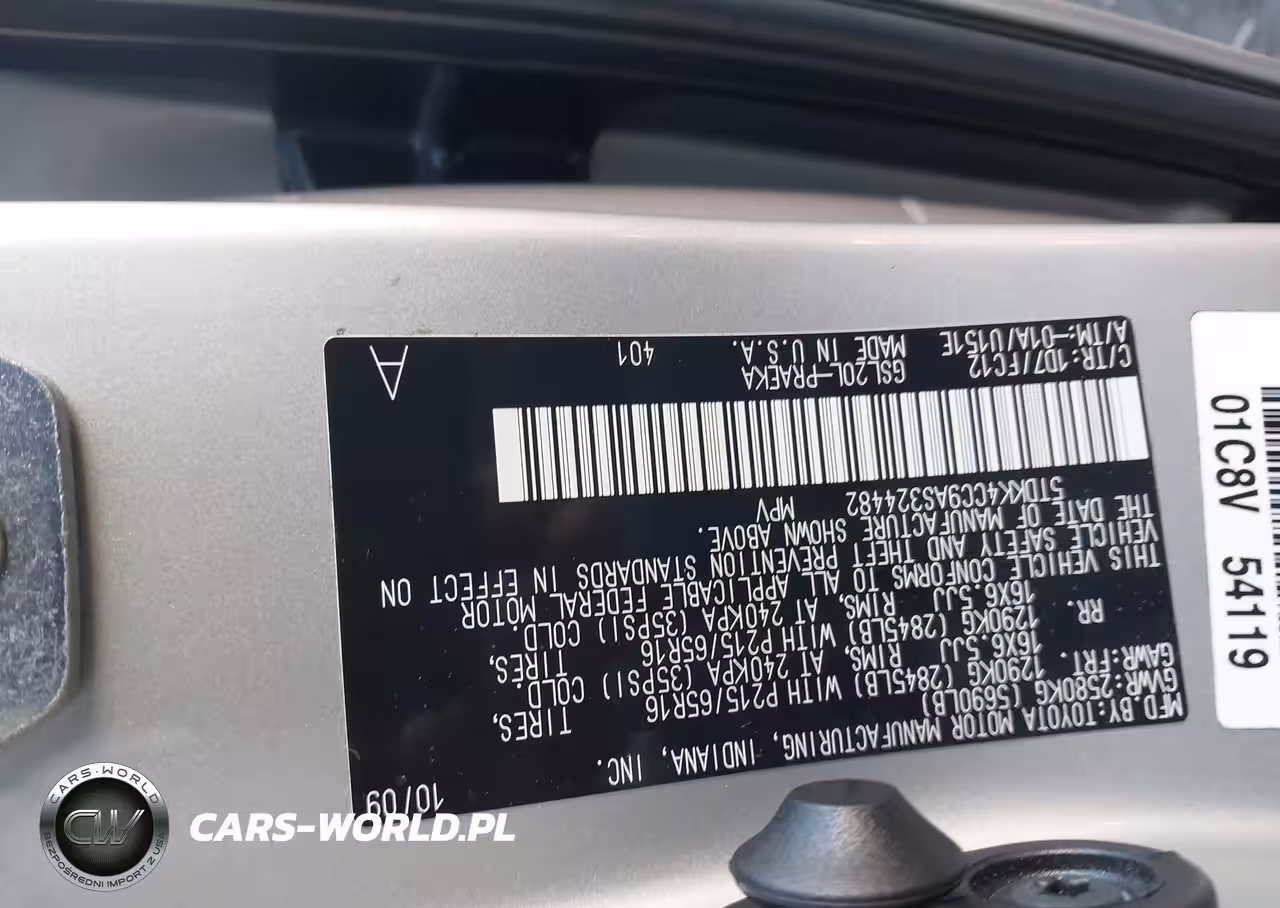 MFD.BY:TOYOTA MOTOR MANUFACTURING, INDIANA, INC. 10/09
GVWR:2580KG (5690LB)
GAWR:FRT. 1290KG (2845LB) WITH P215/65R16 TIRES,
16X6.5JJ RIMS, AT 240KPA (35PSI) COLD.
RR. 1290KG (2845LB) WITH P215/65R16 TIRES,
16X6.5JJ RIMS, AT 240KPA (35PSI) COLD.
THIS VEHICLE CONFORMS TO ALL APPLICABLE FEDERAL MOTOR
VEHICLE SAFETY AND THEFT PREVENTION STANDARDS IN EFFECT ON
THE DATE OF MANUFACTURE SHOWN ABOVE.
5TDKK4CC9AS324482 MPV
C/TR:1D7/FC12 GSL20L-PRAEKA A
A/TM:-01A/U151E MADE IN U.S.A. 401
01C8V 54119
CARS-WORLD
CW
BEZPOŚREDNI IMPORT Z USA
CARS-WORLD.PL